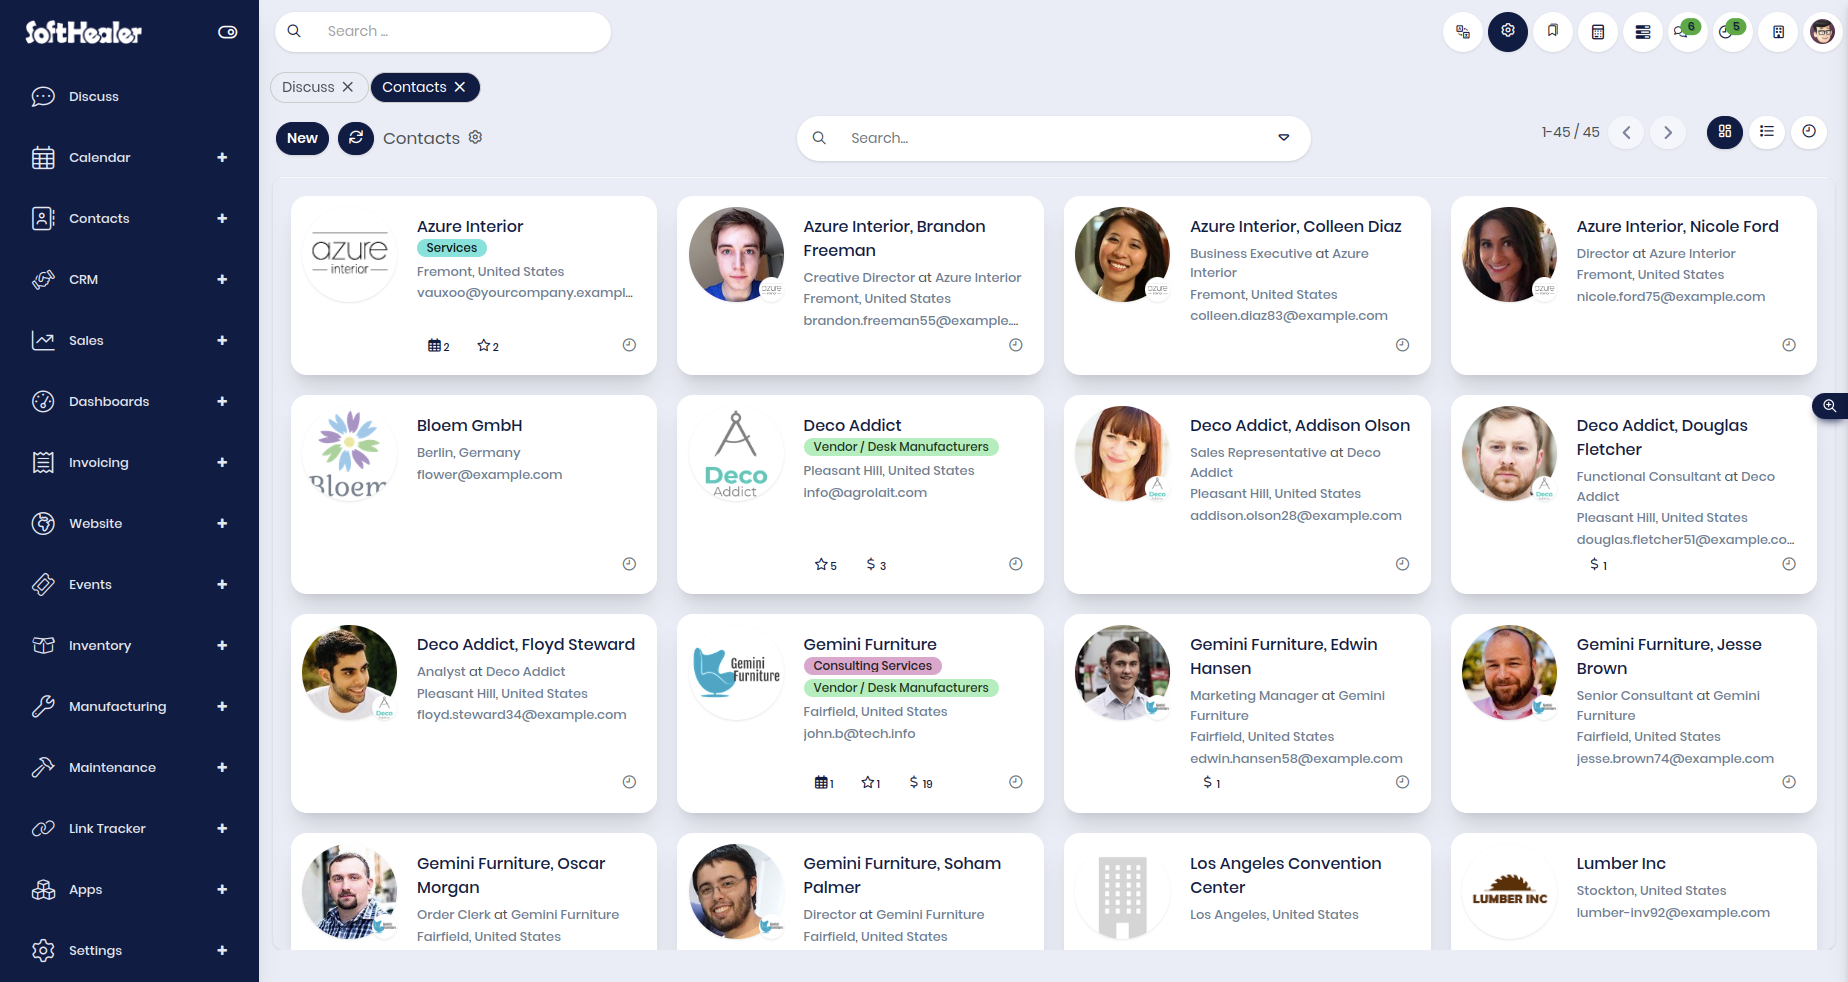 SoftHealer
Search ...
6
5
Discuss
Contacts
New
Contacts
Search...
1-45 / 45
Discuss
Calendar
Contacts
CRM
Sales
Dashboards
Invoicing
Website
Events
Inventory
Manufacturing
Maintenance
Link Tracker
Apps
Settings
azure
interior
Azure Interior
Services
Fremont, United States
vauxoo@yourcompany.exampl...
2
2
Azure Interior, Brandon
Freeman
Creative Director at Azure Interior
Fremont, United States
brandon.freeman55@example....
Azure Interior, Colleen Diaz
Business Executive at Azure
Interior
Fremont, United States
colleen.diaz83@example.com
Azure Interior, Nicole Ford
Director at Azure Interior
Fremont, United States
nicole.ford75@example.com
Bloem
Bloem GmbH
Berlin, Germany
flower@example.com
Deco
Addict
Deco Addict
Vendor / Desk Manufacturers
Pleasant Hill, United States
info@agrolait.com
5
$ 3
Deco Addict, Addison Olson
Sales Representative at Deco
Addict
Pleasant Hill, United States
addison.olson28@example.com
Deco Addict, Douglas
Fletcher
Functional Consultant at Deco
Addict
Pleasant Hill, United States
douglas.fletcher51@example.co...
$ 1
Deco Addict, Floyd Steward
Analyst at Deco Addict
Pleasant Hill, United States
floyd.steward34@example.com
Gemini
Furniture
Gemini Furniture
Consulting Services
Vendor / Desk Manufacturers
Fairfield, United States
john.b@tech.info
1
1
$ 19
Gemini Furniture, Edwin
Hansen
Marketing Manager at Gemini
Furniture
Fairfield, United States
edwin.hansen58@example.com
$ 1
Gemini Furniture, Jesse
Brown
Senior Consultant at Gemini
Furniture
Fairfield, United States
jesse.brown74@example.com
Gemini Furniture, Oscar
Morgan
Order Clerk at Gemini Furniture
Fairfield, United States
Gemini Furniture, Soham
Palmer
Director at Gemini Furniture
Fairfield, United States
Los Angeles Convention
Center
Los Angeles, United States
LUMBER INC
Lumber Inc
Stockton, United States
lumber-inv92@example.com